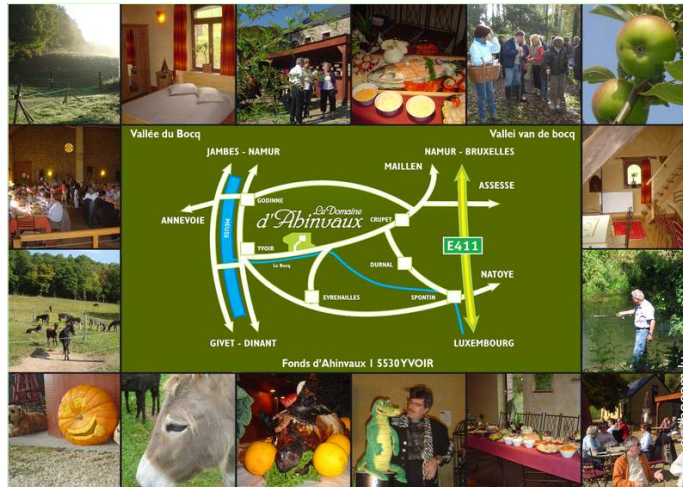 Vallée du Bocq
Vallei van de bocq
JAMBES - NAMUR
NAMUR - BRUXELLES
MAILLEN
ASSESSE
GODINNE
Le Domaine
d'Ahinvaux
CRUPET
ANNEVOIE
MEUSE
YVOIR
E411
Le Bocq
DURNAL
NATOYE
EVREHAILLES
SPONTIN
GIVET - DINANT
LUXEMBOURG
Fonds d'Ahinvaux I 5530 YVOIR